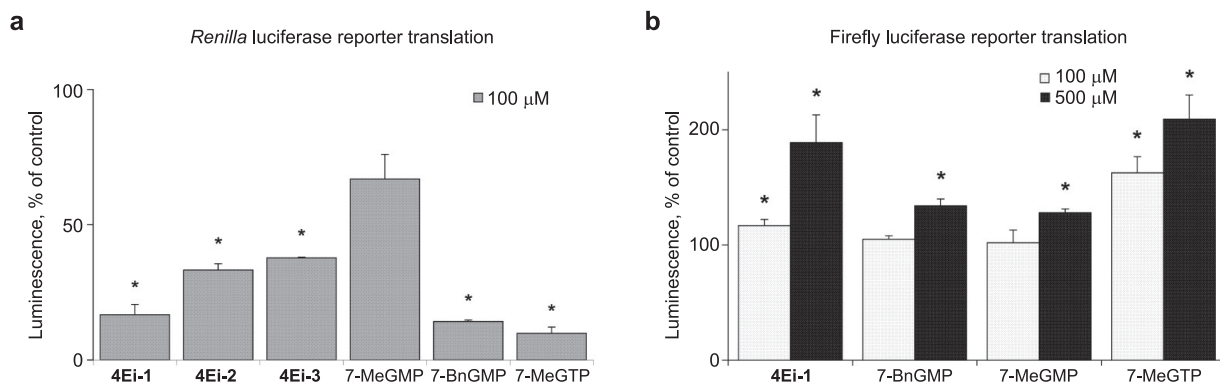 a
Renilla luciferase reporter translation
Luminescence, % of control
100
50
0
100 μM
*
*
*
*
*
4Ei-1 4Ei-2 4Ei-3 7-MeGMP 7-BnGMP 7-MeGTP
b
Firefly luciferase reporter translation
Luminescence, % of control
200
100
0
100 μM
500 μM
*
*
*
*
*
*
4Ei-1 7-BnGMP 7-MeGMP 7-MeGTP